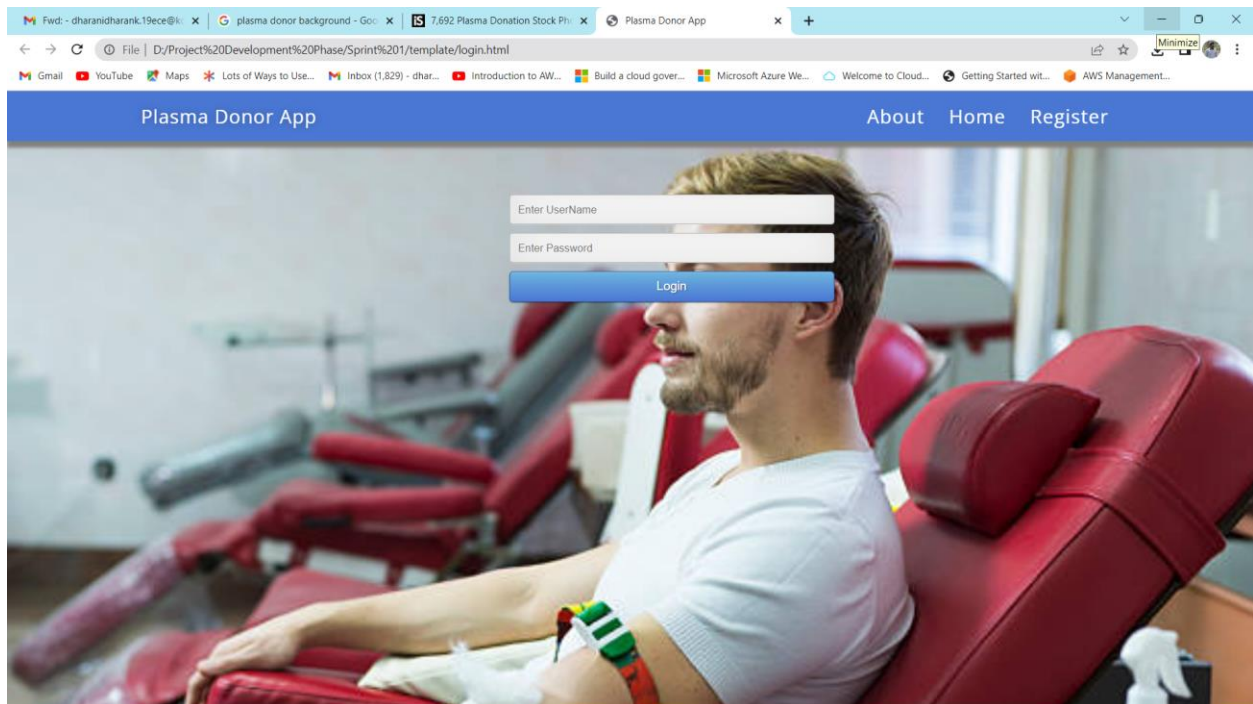 Fwd: - dharanidharank.19ece@k
plasma donor background - Goo
7,692 Plasma Donation Stock Ph
Plasma Donor App
File | D:/Project%20Development%20Phase/Sprint%201/template/login.html
Minimize
Gmail YouTube Maps Lots of Ways to Use... Inbox (1,829) - dhar... Introduction to AW... Build a cloud gover... Microsoft Azure We... Welcome to Cloud... Getting Started wit... AWS Management...
Plasma Donor App About Home Register
Enter UserName
Enter Password
Login